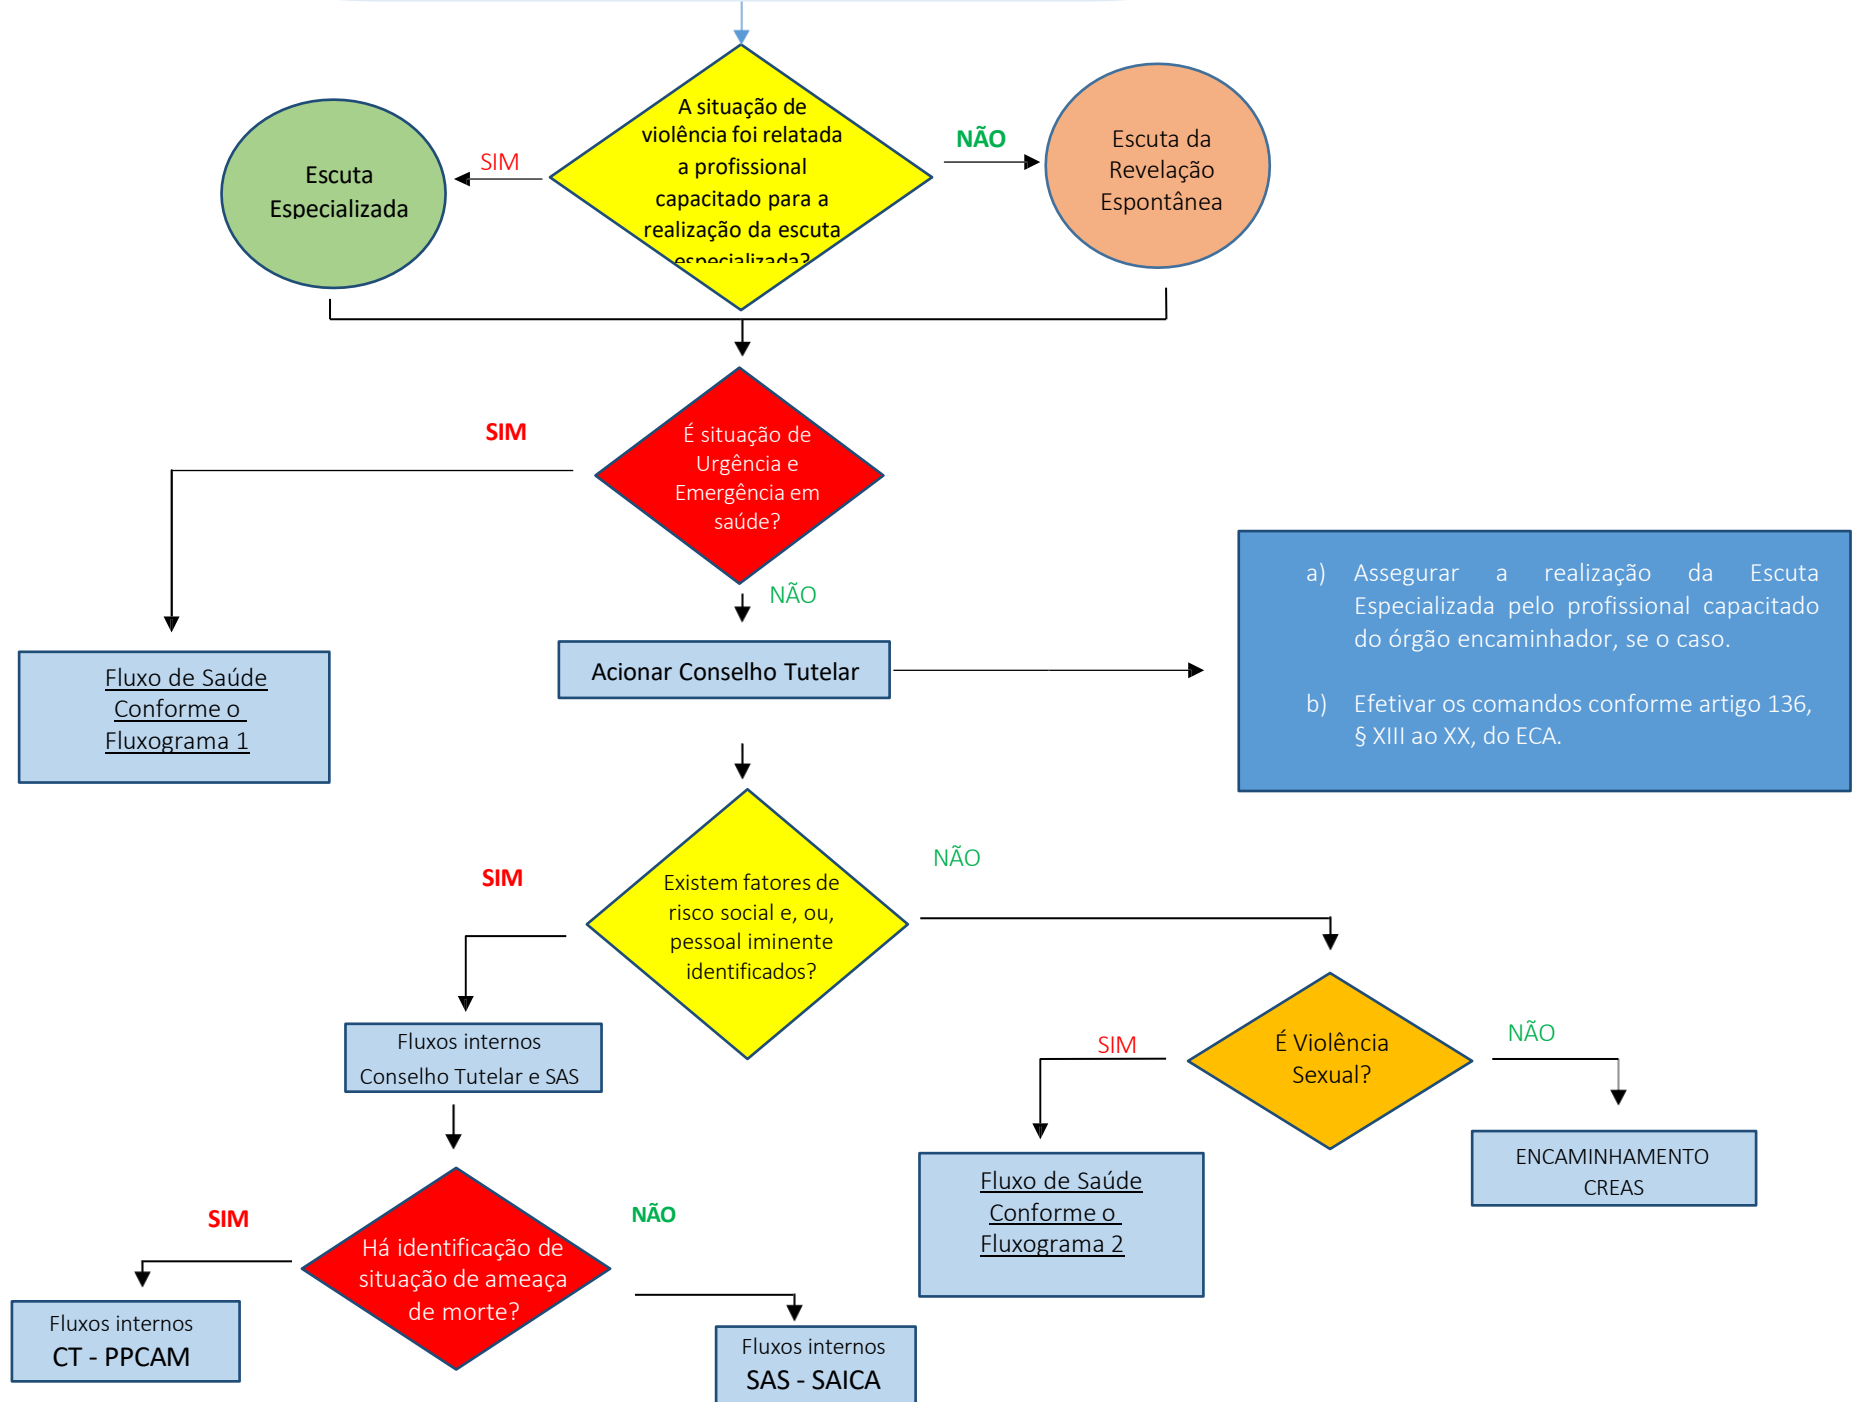 A situação de
violência foi relatada
a profissional
capacitado para a
realização da escuta
especializada?
SIM
NÃO
Escuta
Especializada
Escuta da
Revelação
Espontânea
SIM
É situação de
Urgência e
Emergência em
saúde?
NÃO
Fluxo de Saúde
Conforme o
Fluxograma 1
Acionar Conselho Tutelar
a) Assegurar a realização da Escuta
Especializada pelo profissional capacitado
do órgão encaminhador, se o caso.
b) Efetivar os comandos conforme artigo 136,
§ XIII ao XX, do ECA.
SIM
Existem fatores de
risco social e, ou,
pessoal iminente
identificados?
NÃO
Fluxos internos
Conselho Tutelar e SAS
SIM
É Violência
Sexual?
NÃO
Fluxo de Saúde
Conforme o
Fluxograma 2
ENCAMINHAMENTO
CREAS
SIM
Há identificação de
situação de ameaça
de morte?
NÃO
Fluxos internos
CT - PPCAM
Fluxos internos
SAS - SAICA